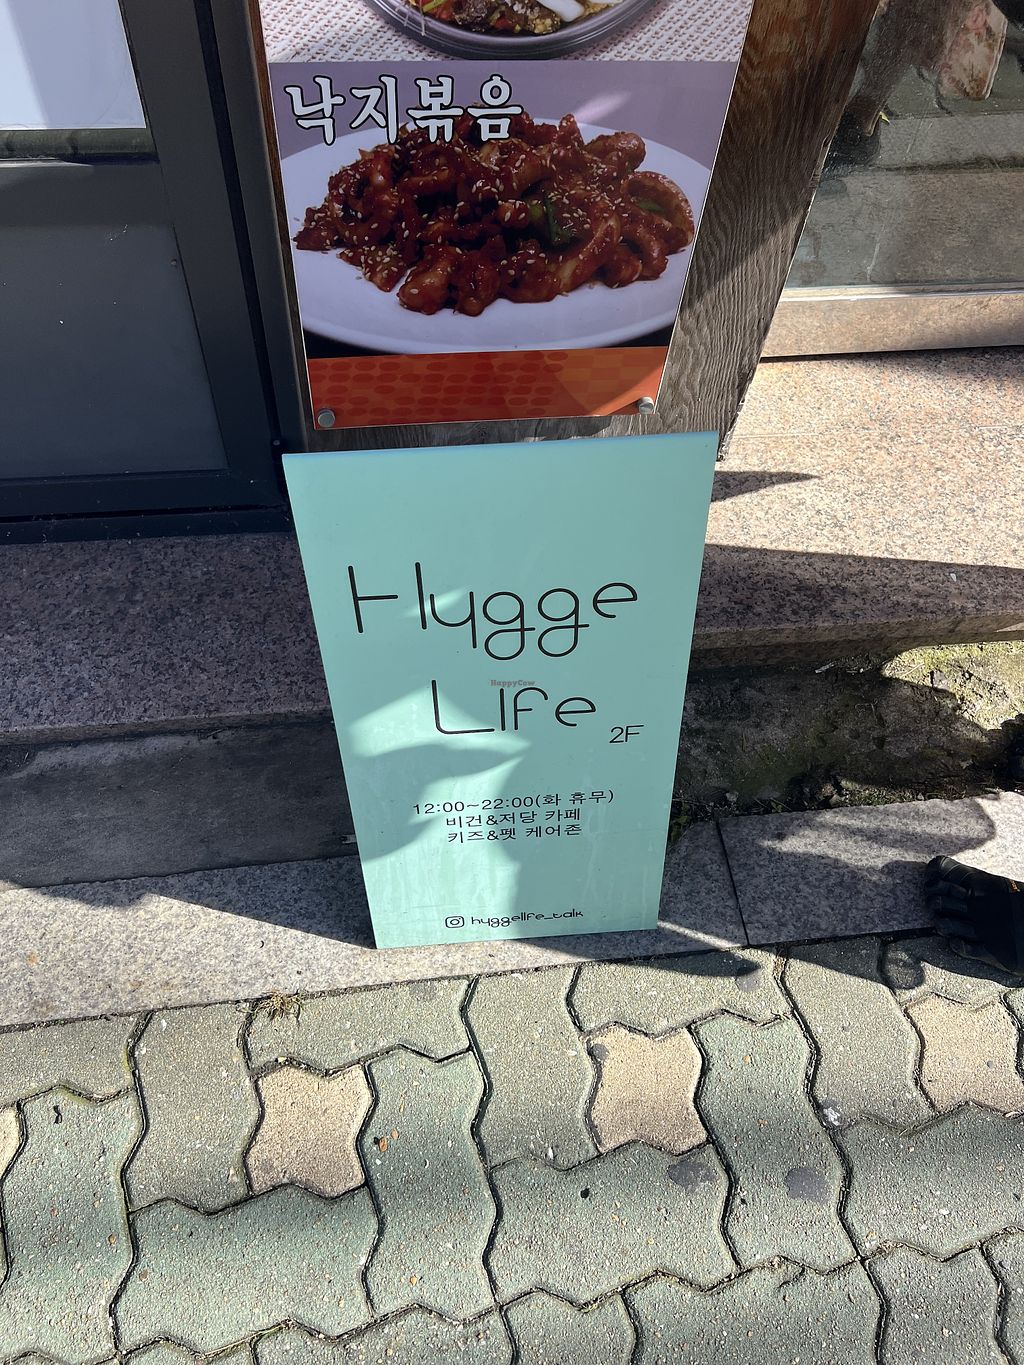 낙지볶음
Hygge
HappyCow
Life
2F
12:00~22:00(화 휴무)
비건&저당 카페
키즈&펫 케어존
hyggelife_talk